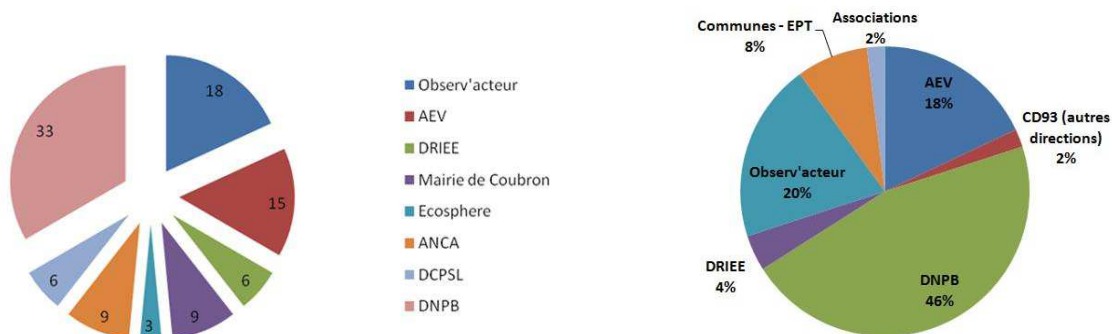 18
15
6
9
3
9
6
33
Observ'acteur
AEV
DRIEE
Mairie de Coubron
Ecosphere
ANCA
DCPSL
DNPB
Communes - EPT
8%
Associations
2%
AEV
18%
CD93 (autres
directions)
2%
Observ'acteur
20%
DRIEE
4%
DNPB
46%